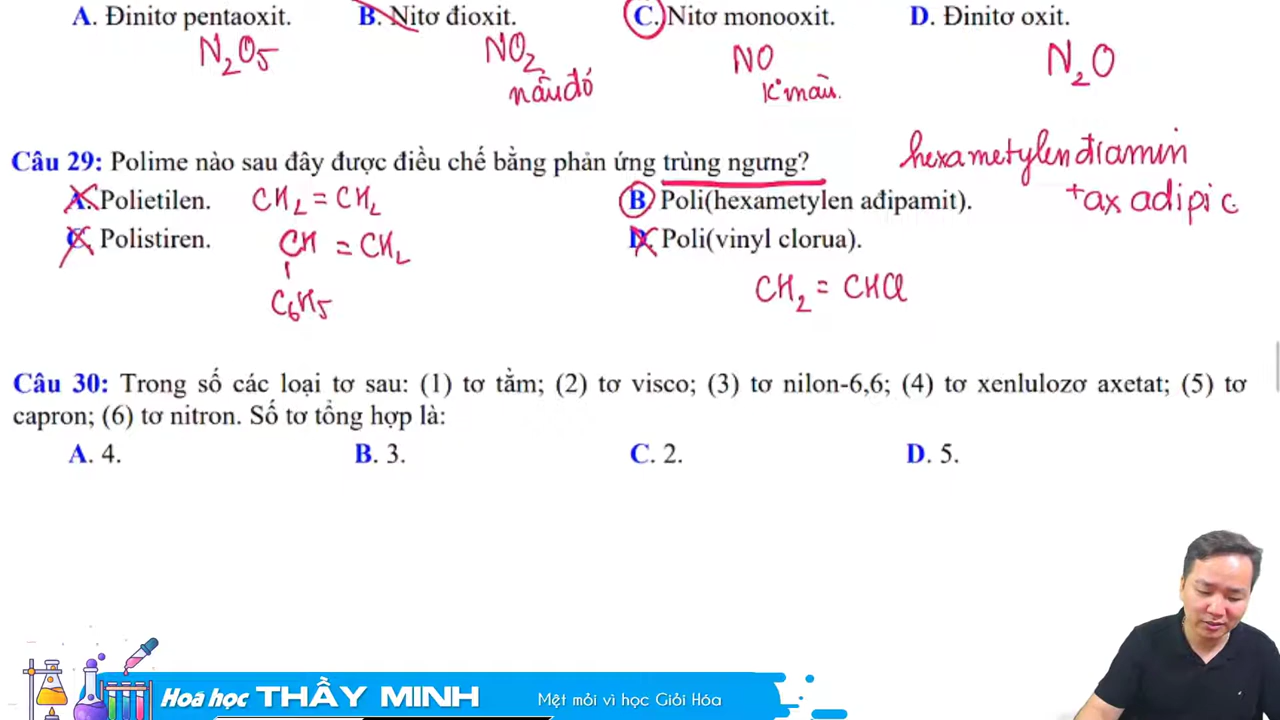 A. Đinitơ pentaoxit. B. Nitơ đioxit. C. Nitơ monooxit. D. Đinitơ oxit.
N2O5 NO2 NO N2O
nâu đỏ k° màu.
Câu 29: Polime nào sau đây được điều chế bằng phản ứng trùng ngưng?
hexametylenđiamin
A. Polietilen. CH2 = CH2 B. Poli(hexametylen ađipamit).
+ ax adipic
C. Polistiren. CH = CH2 D. Poli(vinyl clorua).
C6H5 CH2 = CHCl
Câu 30: Trong số các loại tơ sau: (1) tơ tằm; (2) tơ visco; (3) tơ nilon-6,6; (4) tơ xenlulozơ axetat; (5) tơ
capron; (6) tơ nitron. Số tơ tổng hợp là:
A. 4. B. 3. C. 2. D. 5.
Hoá học THẦY MINH Mệt mỏi vì học Giỏi Hóa